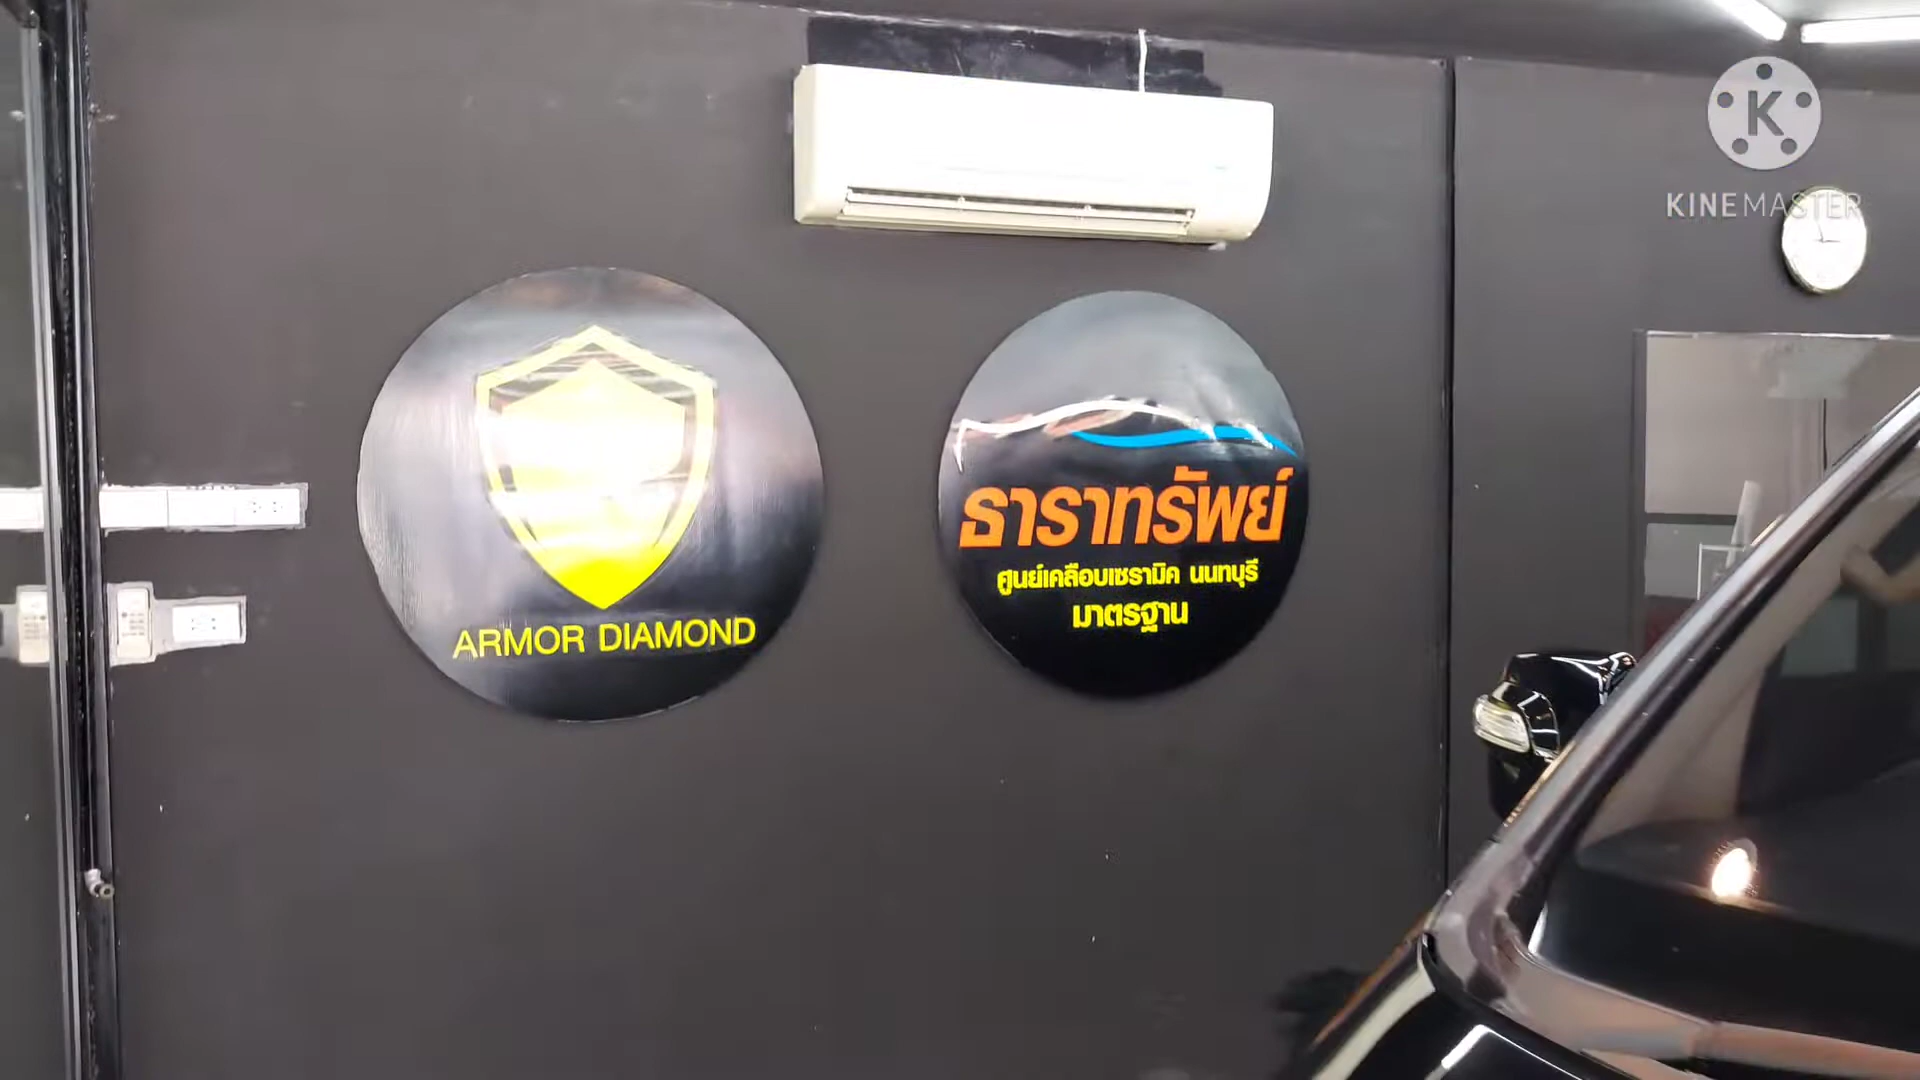 K
KINEMASTER
ARMOR DIAMOND
ธาราทรัพย์
ศูนย์เคลือบเซรามิค นนทบุรี
มาตรฐาน